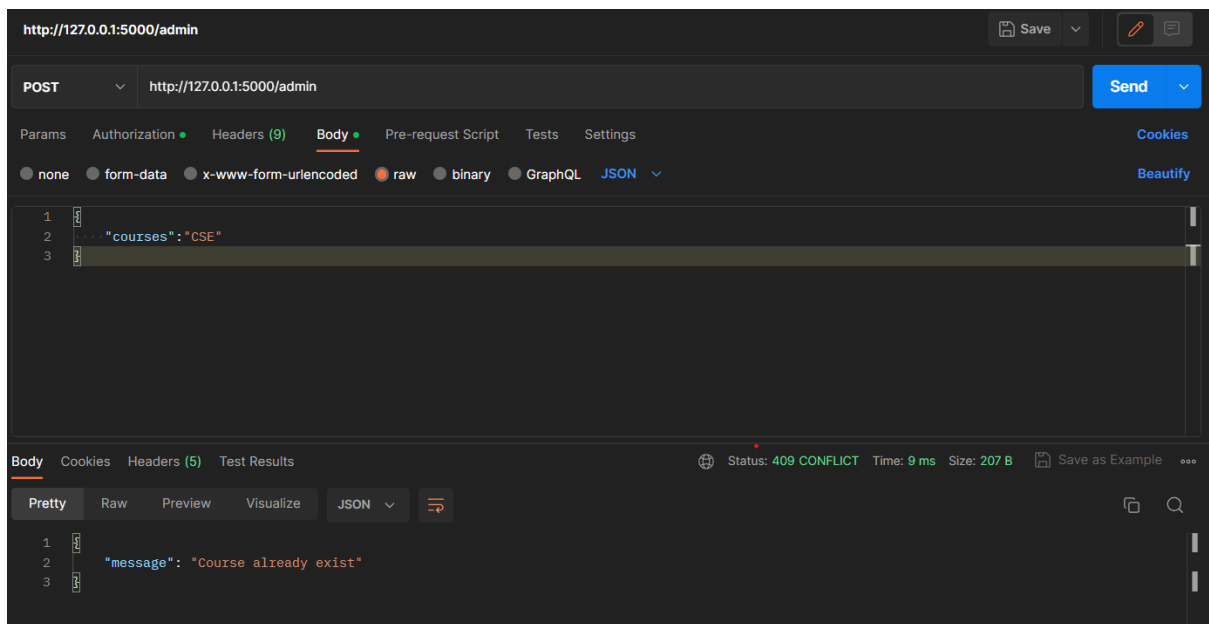 http://127.0.0.1:5000/admin Save
POST http://127.0.0.1:5000/admin Send
Params Authorization Headers (9) Body Pre-request Script Tests Settings Cookies
none form-data x-www-form-urlencoded raw binary GraphQL JSON Beautify
1 {
2 "courses":"CSE"
3 }
Body Cookies Headers (5) Test Results Status: 409 CONFLICT Time: 9 ms Size: 207 B Save as Example
Pretty Raw Preview Visualize JSON
1 {
2 "message": "Course already exist"
3 }